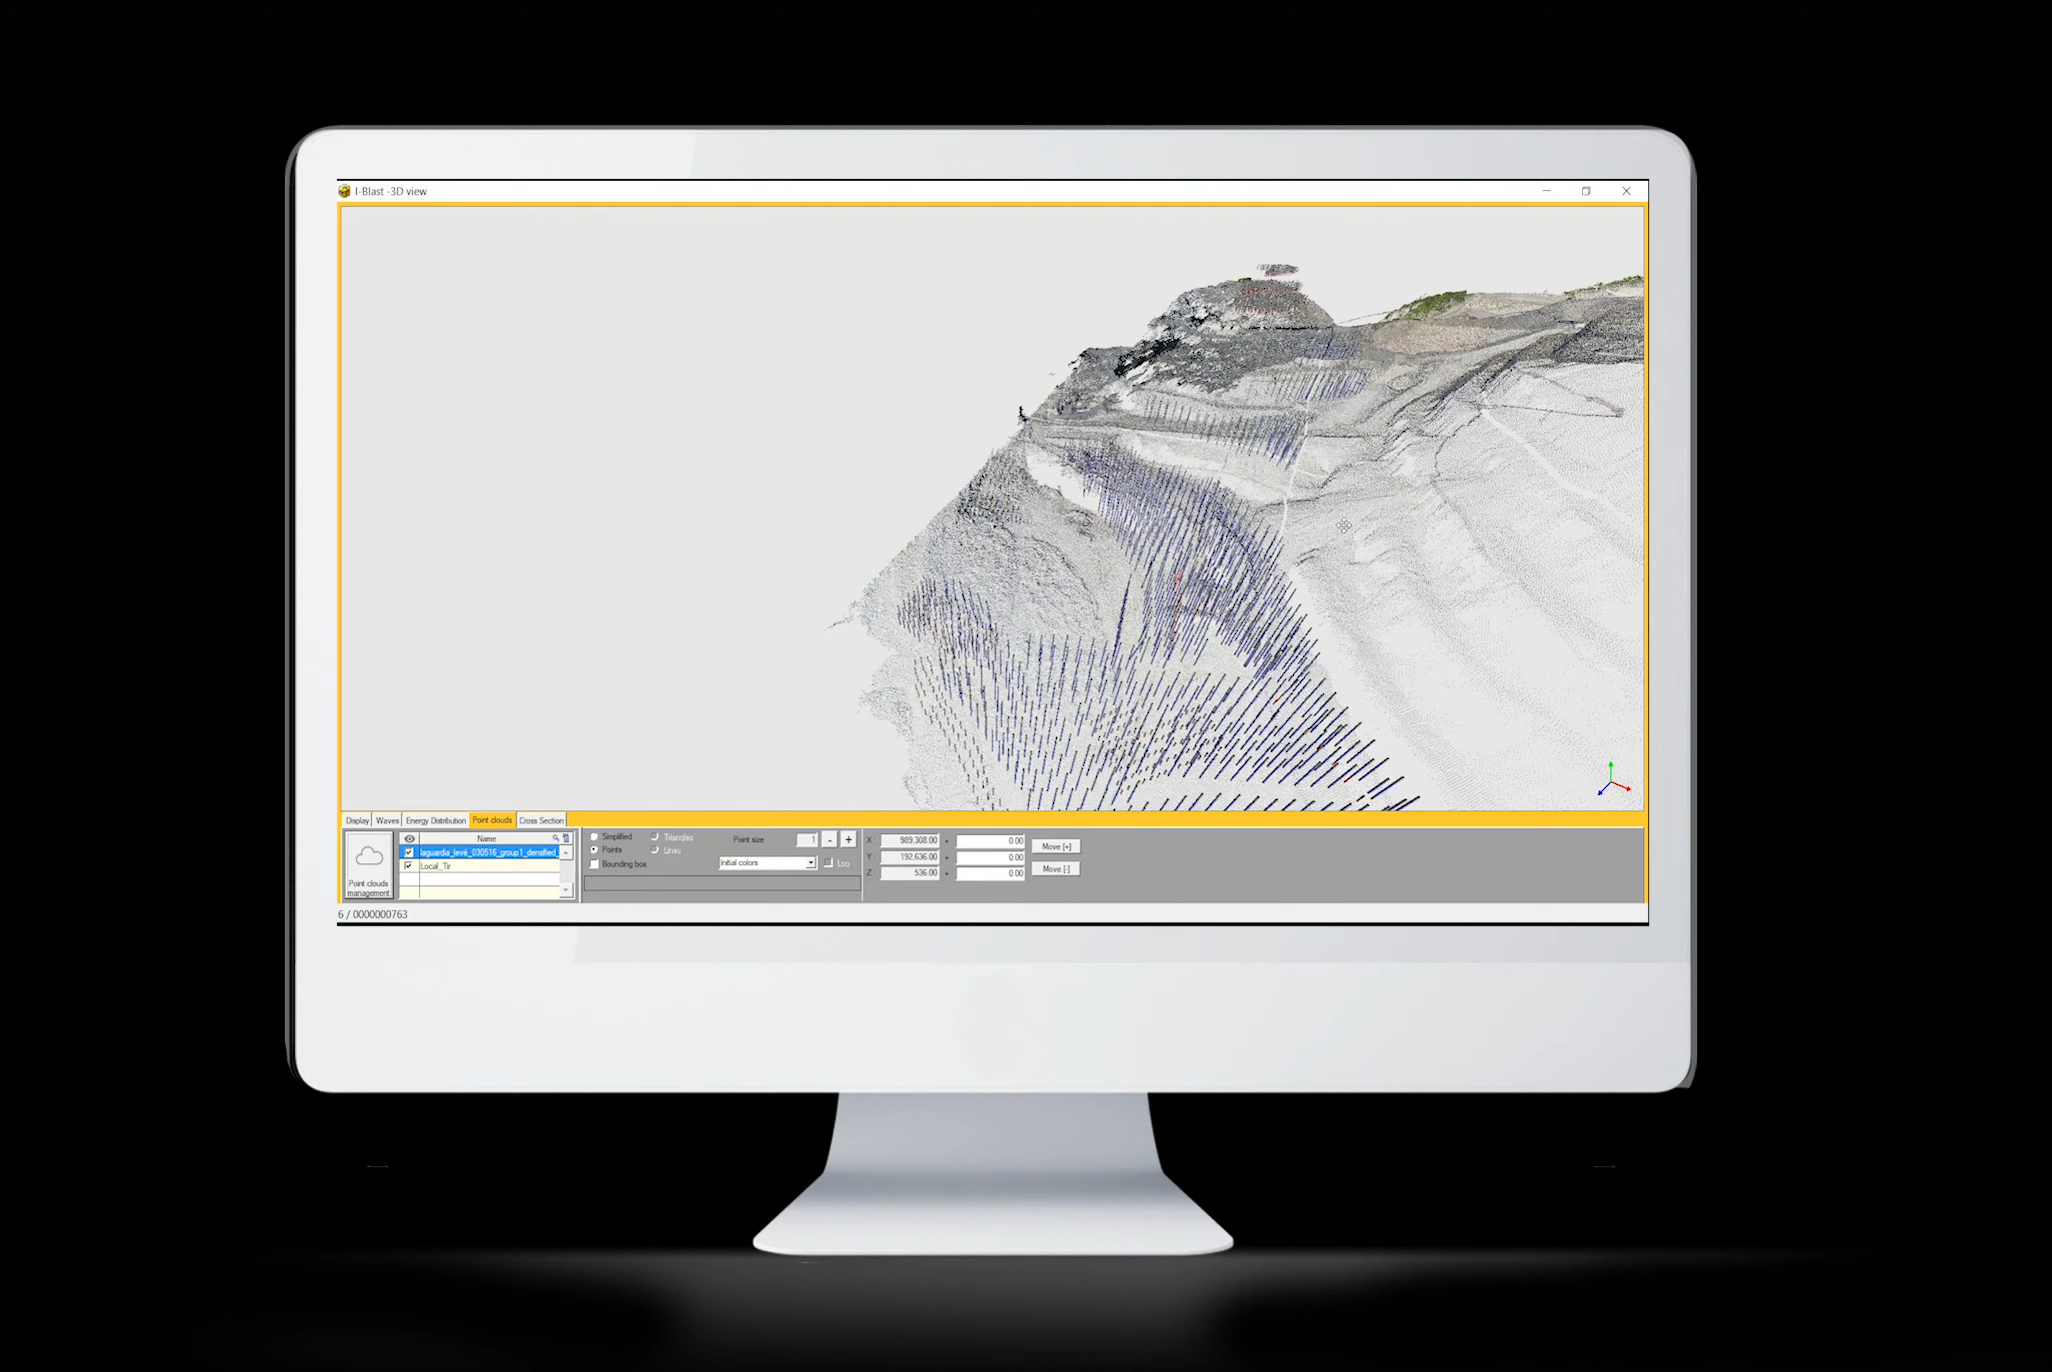 I-Blast -3D view
Display Waves Energy Distribution Point clouds Cross Section
Name
laguardia_levé_030516_group1_densified_
Local_Tir
Point clouds
management
Simplified Triangles Point size 1 - +
Points Lines
Bounding box Initial colors Log
X 989,308.00 + 0.00 Move [+]
Y 192,636.00 + 0.00
Z 536.00 + 0.00 Move [-]
6 / 0000000763